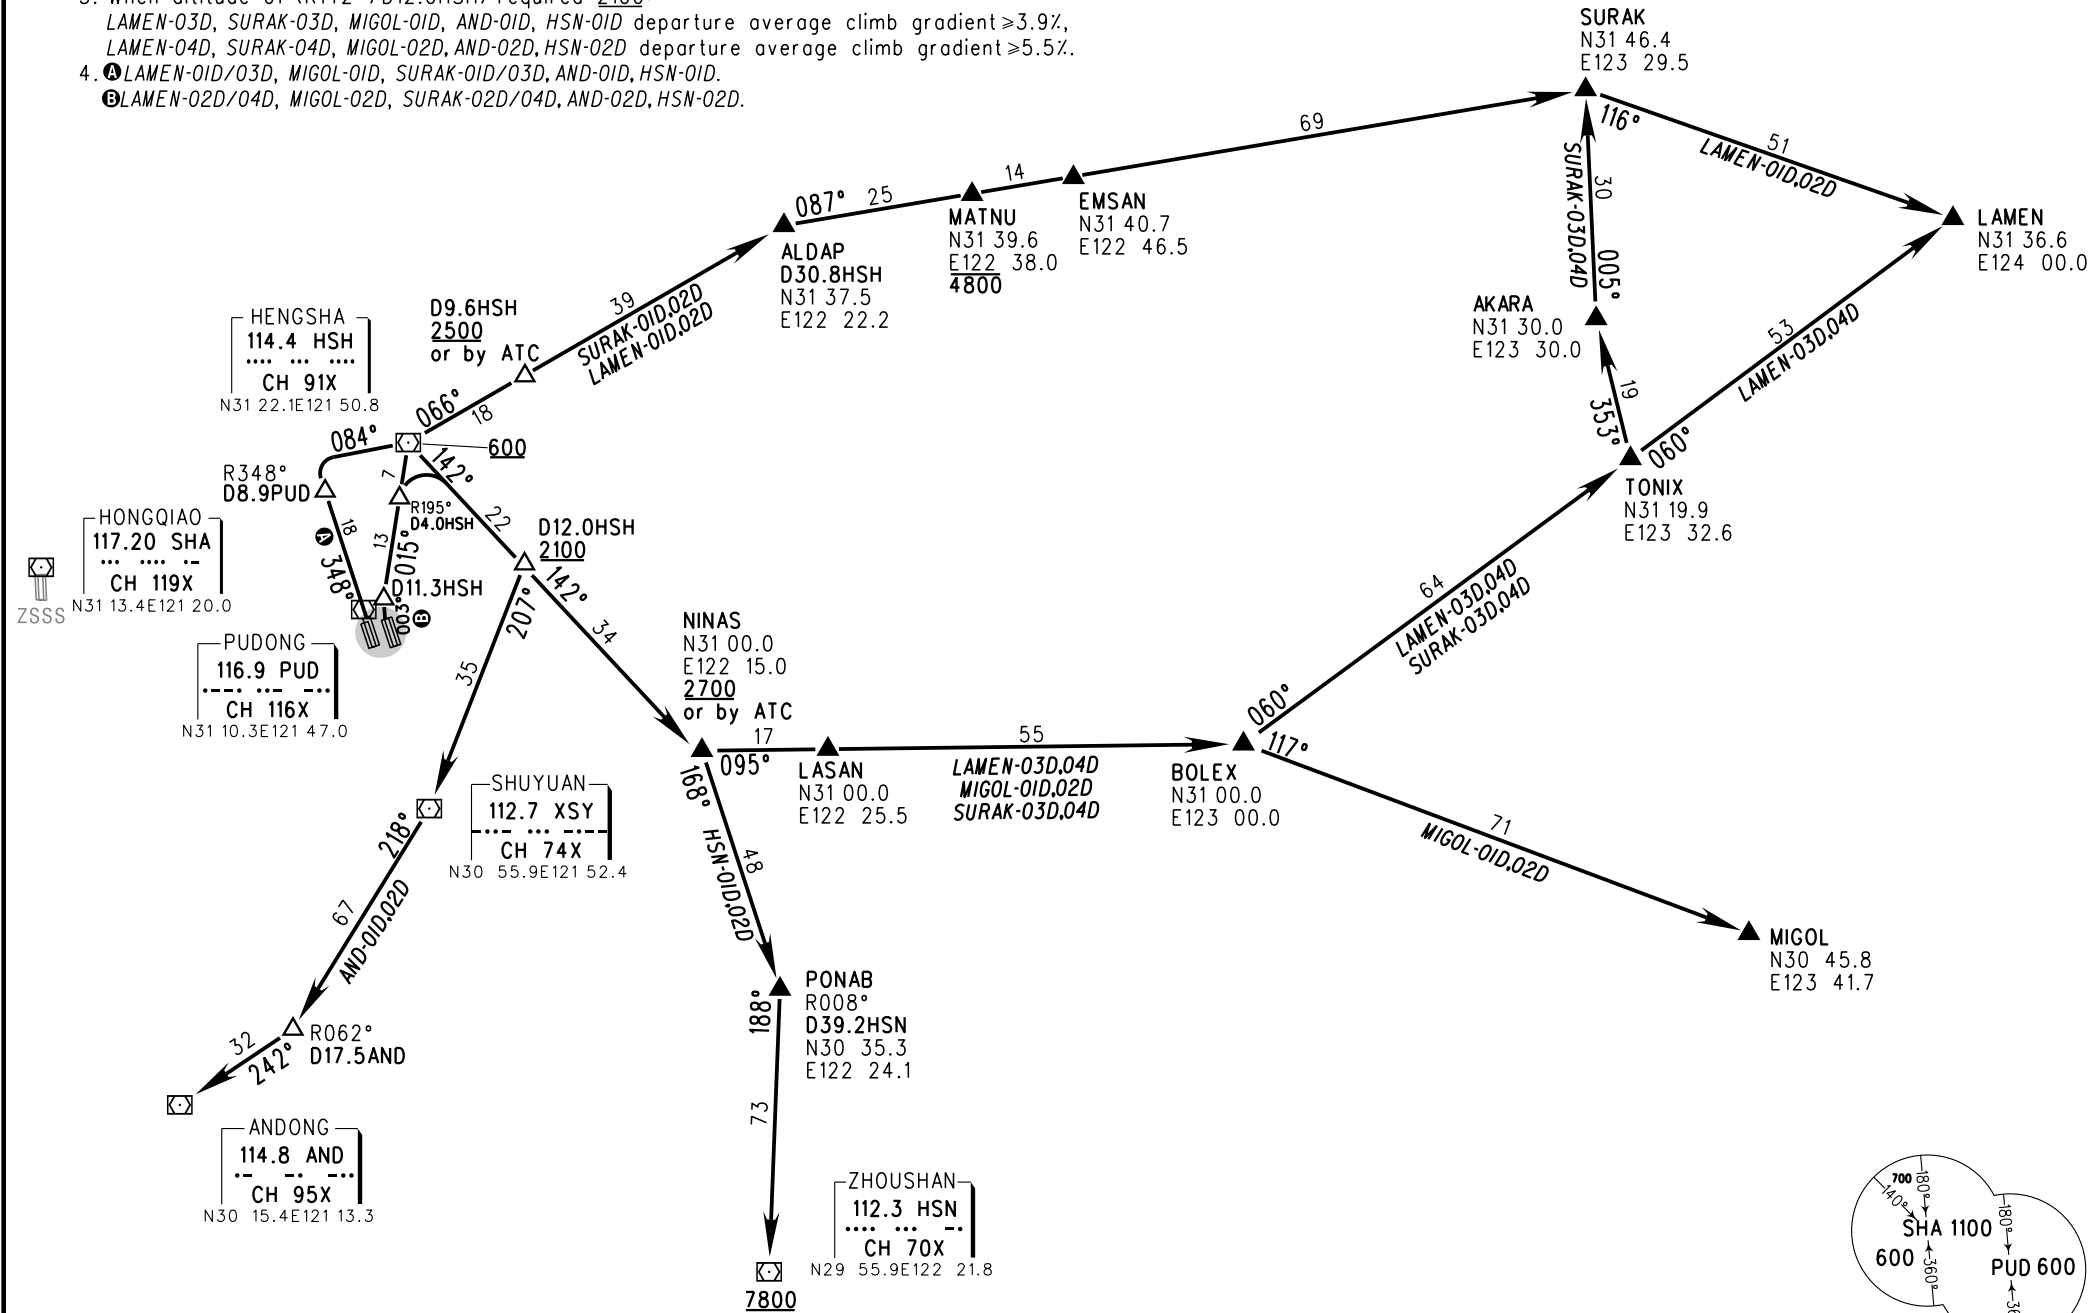 LAMEN-03D, SURAK-03D, MIGOL-01D, AND-01D, HSN-01D departure average climb gradient≥3.9%,
LAMEN-04D, SURAK-04D, MIGOL-02D, AND-02D, HSN-02D departure average climb gradient≥5.5%.
4. A LAMEN-01D/03D, MIGOL-01D, SURAK-01D/03D, AND-01D, HSN-01D.
B LAMEN-02D/04D, MIGOL-02D, SURAK-02D/04D, AND-02D, HSN-02D.
SURAK
N31 46.4
E123 29.5
116°
51
LAMEN-01D,02D
69
14
25
087°
ALDAP
D30.8HSH
N31 37.5
E122 22.2
MATNU
N31 39.6
E122 38.0
4800
EMSAN
N31 40.7
E122 46.5
LAMEN
N31 36.6
E124 00.0
SURAK-03D,04D
30
005°
AKARA
N31 30.0
E123 30.0
19
353°
53
LAMEN-03D,04D
060°
TONIX
N31 19.9
E123 32.6
D9.6HSH
2500
or by ATC
39
SURAK-01D,02D
LAMEN-01D,02D
HENGSHA
114.4 HSH
CH 91X
N31 22.1E121 50.8
066°
18
084°
600
142°
7
R348°
D8.9PUD
R195°
D4.0HSH
22
18
A
348°
13
015°
D11.3HSH
003°
B
D12.0HSH
2100
142°
207°
34
35
HONGQIAO
117.20 SHA
CH 119X
N31 13.4E121 20.0
ZSSS
PUDONG
116.9 PUD
CH 116X
N31 10.3E121 47.0
NINAS
N31 00.0
E122 15.0
2700
or by ATC
17
095°
168°
LASAN
N31 00.0
E122 25.5
55
LAMEN-03D,04D
MIGOL-01D,02D
SURAK-03D,04D
BOLEX
N31 00.0
E123 00.0
060°
64
LAMEN-03D,04D
SURAK-03D,04D
117°
71
MIGOL-01D,02D
MIGOL
N30 45.8
E123 41.7
SHUYUAN
112.7 XSY
CH 74X
N30 55.9E121 52.4
218°
67
AND-01D,02D
48
HSN-01D,02D
PONAB
R008°
D39.2HSN
N30 35.3
E122 24.1
188°
73
R062°
D17.5AND
32
242°
ANDONG
114.8 AND
CH 95X
N30 15.4E121 13.3
ZHOUSHAN
112.3 HSN
CH 70X
N29 55.9E122 21.8
7800
700
180°
140°
SHA 1100
600
360°
180°
PUD 600